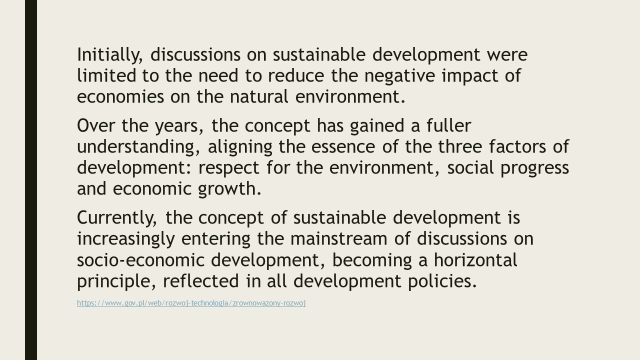 Initially, discussions on sustainable development were
limited to the need to reduce the negative impact of
economies on the natural environment.
Over the years, the concept has gained a fuller
understanding, aligning the essence of the three factors of
development: respect for the environment, social progress
and economic growth.
Currently, the concept of sustainable development is
increasingly entering the mainstream of discussions on
socio-economic development, becoming a horizontal
principle, reflected in all development policies.
https://www.gov.pl/web/rozwoj-technologia/zrownowazony-rozwoj